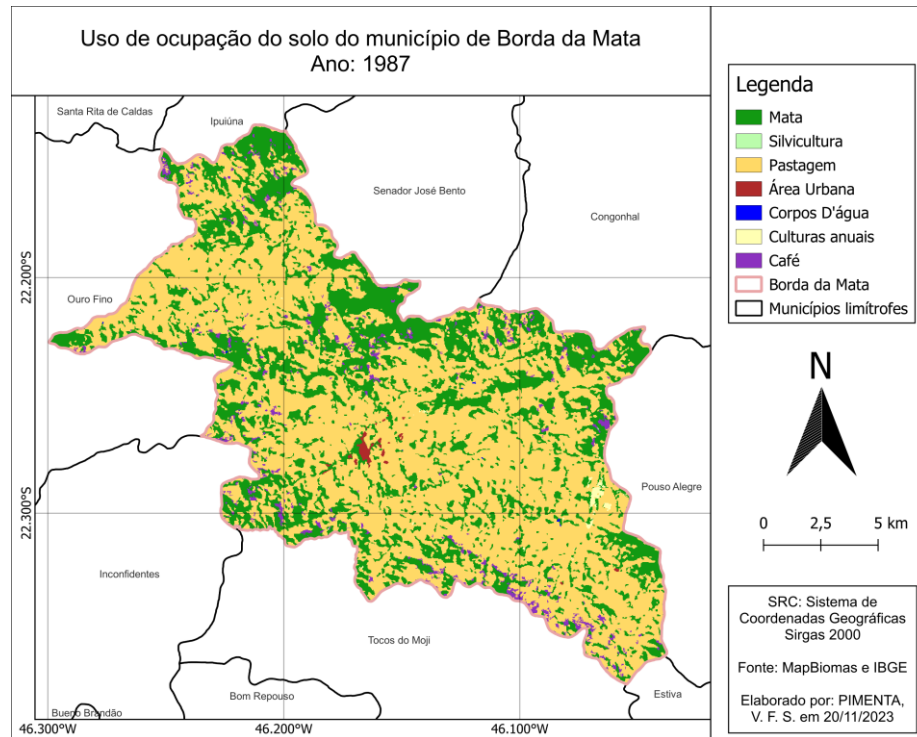 Uso de ocupação do solo do município de Borda da Mata
Ano: 1987
Santa Rita de Caldas
Ipuiúna
Senador José Bento
Congonhal
22.200°S
Ouro Fino
22.300°S
Pouso Alegre
Inconfidentes
Tocos do Moji
Bom Repouso
Estiva
Bueno Brandão
46.300°W
46.200°W
46.100°W
Legenda
Mata
Silvicultura
Pastagem
Área Urbana
Corpos D'água
Culturas anuais
Café
Borda da Mata
Municípios limítrofes
N
0 2,5 5 km
SRC: Sistema de
Coordenadas Geográficas
Sirgas 2000
Fonte: MapBiomas e IBGE
Elaborado por: PIMENTA,
V. F. S. em 20/11/2023